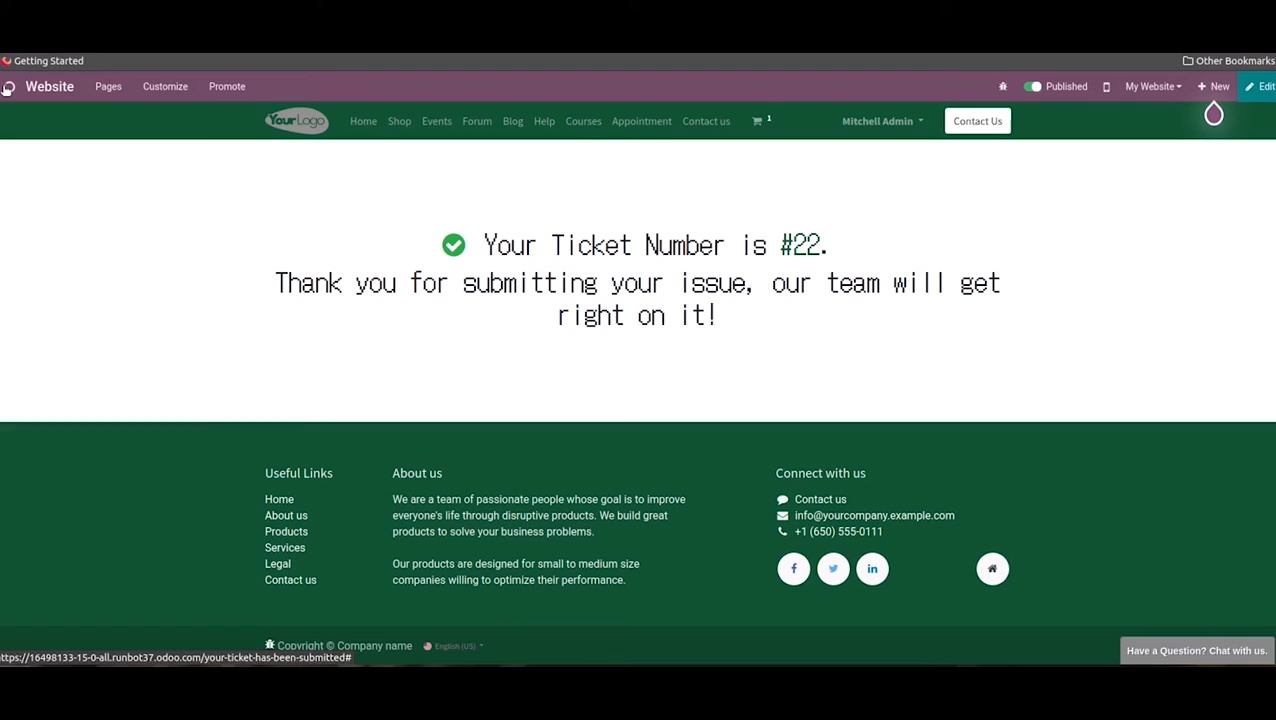 Getting Started
Other Bookmarks
Website Pages Customize Promote
Published My Website New Edit
YourLogo Home Shop Events Forum Blog Help Courses Appointment Contact us 1 Mitchell Admin Contact Us
Your Ticket Number is #22.
Thank you for submitting your issue, our team will get
right on it!
Useful Links
Home
About us
Products
Services
Legal
Contact us
About us
We are a team of passionate people whose goal is to improve
everyone's life through disruptive products. We build great
products to solve your business problems.
Our products are designed for small to medium size
companies willing to optimize their performance.
Connect with us
Contact us
info@yourcompany.example.com
+1 (650) 555-0111
Copyright © Company name English (US)
ttps://16498133-15-0-all.runbot37.odoo.com/your-ticket-has-been-submitted#
Have a Question? Chat with us.